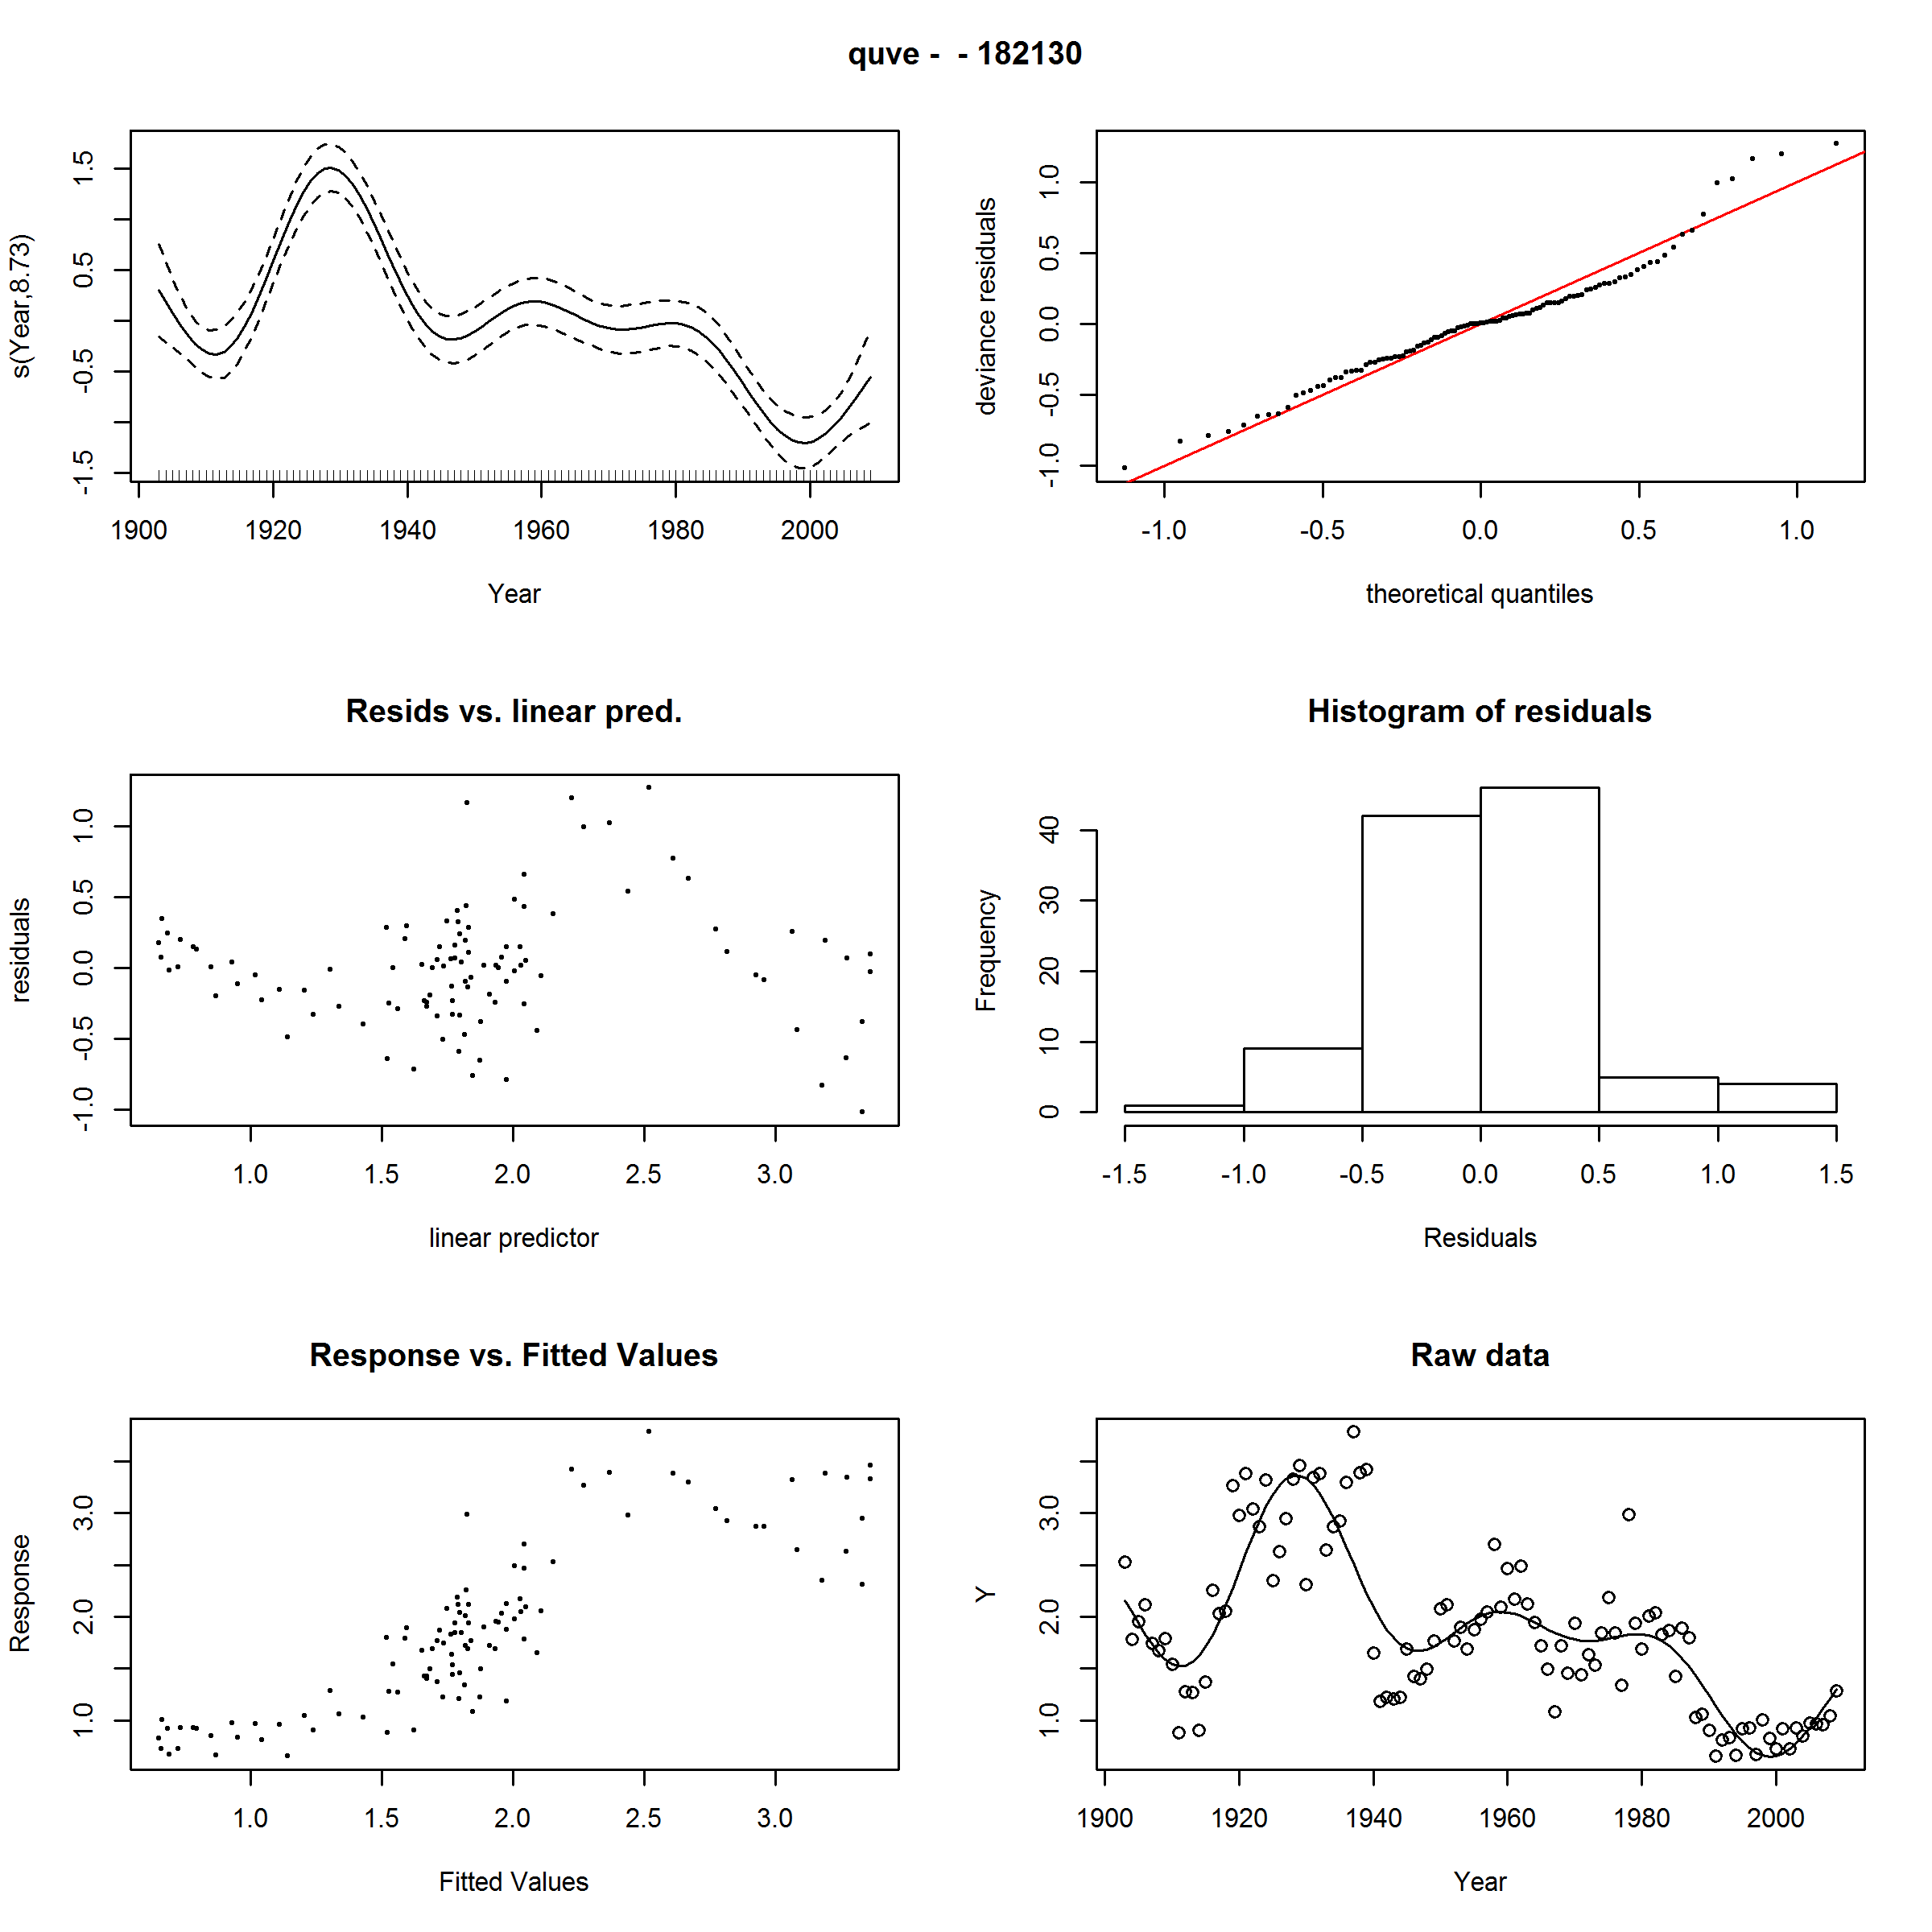 quve -  - 182130
s(Year,8.73)
-1.5 -0.5 0.5 1.5
1900 1920 1940 1960 1980 2000
Year
deviance residuals
-1.0 -0.5 0.0 0.5 1.0
-1.0 -0.5 0.0 0.5 1.0
theoretical quantiles
Resids vs. linear pred.
residuals
-1.0 -0.5 0.0 0.5 1.0
1.0 1.5 2.0 2.5 3.0
linear predictor
Histogram of residuals
Frequency
0 10 20 30 40
-1.5 -1.0 -0.5 0.0 0.5 1.0 1.5
Residuals
Response vs. Fitted Values
Response
1.0 2.0 3.0
1.0 1.5 2.0 2.5 3.0
Fitted Values
Raw data
Y
1.0 2.0 3.0
1900 1920 1940 1960 1980 2000
Year